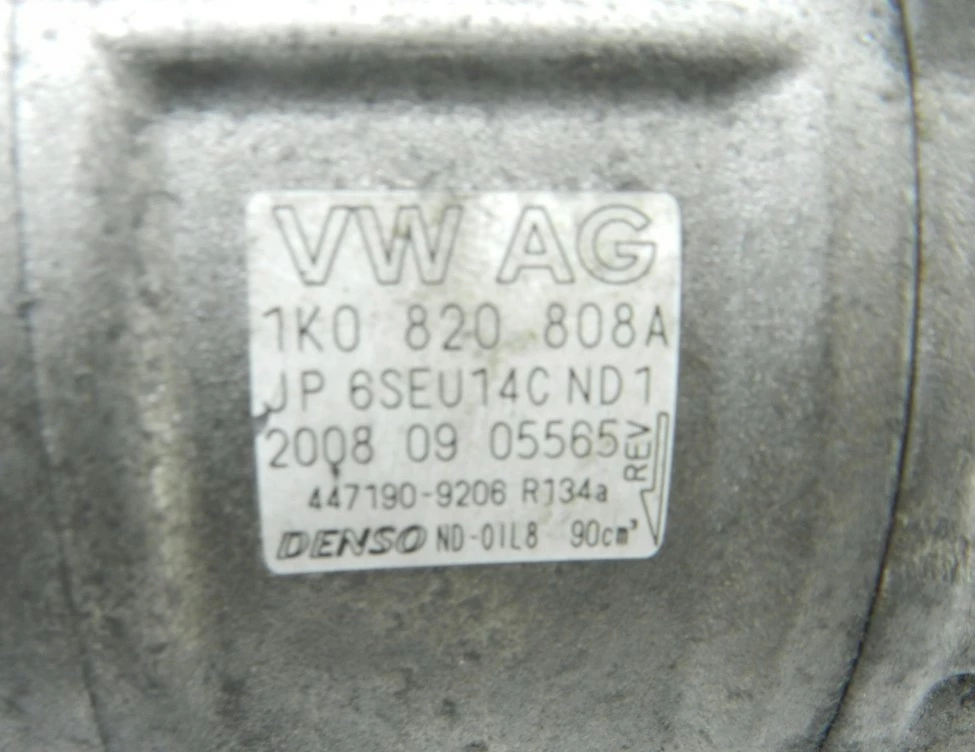 VW AG
1K0 820 808A
JP 6SEU14C ND1
2008 09 05565
REV
447190-9206 R134a
DENSO ND-OIL8 90cm³